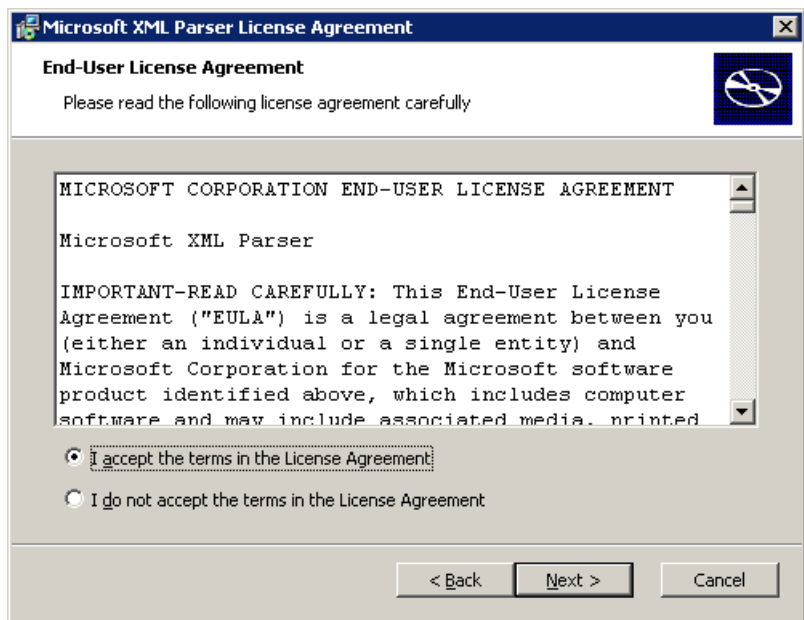 Microsoft XML Parser License Agreement
End-User License Agreement
Please read the following license agreement carefully
MICROSOFT CORPORATION END-USER LICENSE AGREEMENT
Microsoft XML Parser
IMPORTANT-READ CAREFULLY: This End-User License
Agreement ("EULA") is a legal agreement between you
(either an individual or a single entity) and
Microsoft Corporation for the Microsoft software
product identified above, which includes computer
software and may include associated media, printed
I accept the terms in the License Agreement
I do not accept the terms in the License Agreement
< Back Next > Cancel